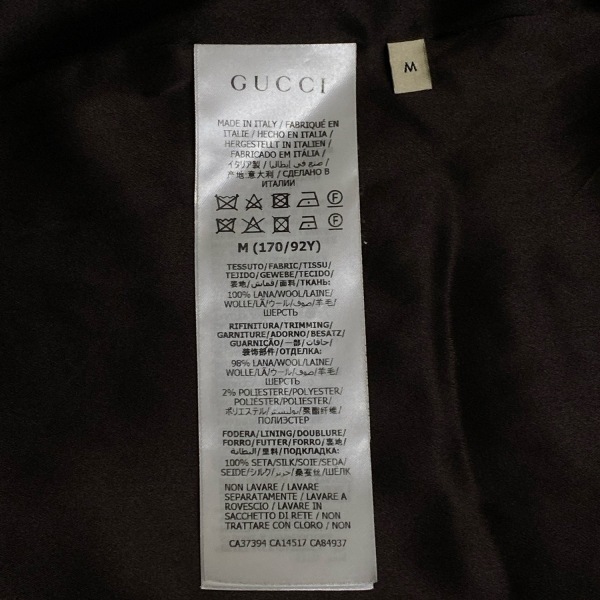 GUCCI
M
MADE IN ITALY / FABRIQUÉ EN
ITALIE / HECHO EN ITALIA /
HERGESTELLT IN ITALIEN /
FABRICADO EM ITÁLIA /
イタリア製 / صنع في إيطاليا /
产地 意大利 / СДЕЛАНО В
ИТАЛИИ
M (170/92Y)
TESSUTO/FABRIC/TISSU/
TEJIDO/GEWEBE/TECIDO/
表地/قماش/面料/ТКАНЬ:
100% LANA/WOOL/LAINE/
WOLLE/LÃ/ウール/صوف/羊毛/
ШЕРСТЬ
RIFINITURA/TRIMMING/
GARNITURE/ADORNO/BESATZ/
GUARNIÇÃO/一部/حافات/
装饰部件/ОТДЕЛКА:
98% LANA/WOOL/LAINE/
WOLLE/LÃ/ウール/صوف/羊毛/
ШЕРСТЬ
2% POLIESTERE/POLYESTER/
POLIESTER/POLIÉSTER/
ポリエステル/بوليستر/聚酯纤维/
ПОЛИЭСТЕР
FODERA/LINING/DOUBLURE/
FORRO/FUTTER/FORRO/裏地/
البطانة/里料/ПОДКЛАДКА:
100% SETA/SILK/SOIE/SEDA/
SEIDE/シルク/حرير/桑蚕丝/ШЕЛК
NON LAVARE / LAVARE
SEPARATAMENTE / LAVARE A
ROVESCIO / LAVARE IN
SACCHETTO DI RETE / NON
TRATTARE CON CLORO / NON
CA37394 CA14517 CA84937